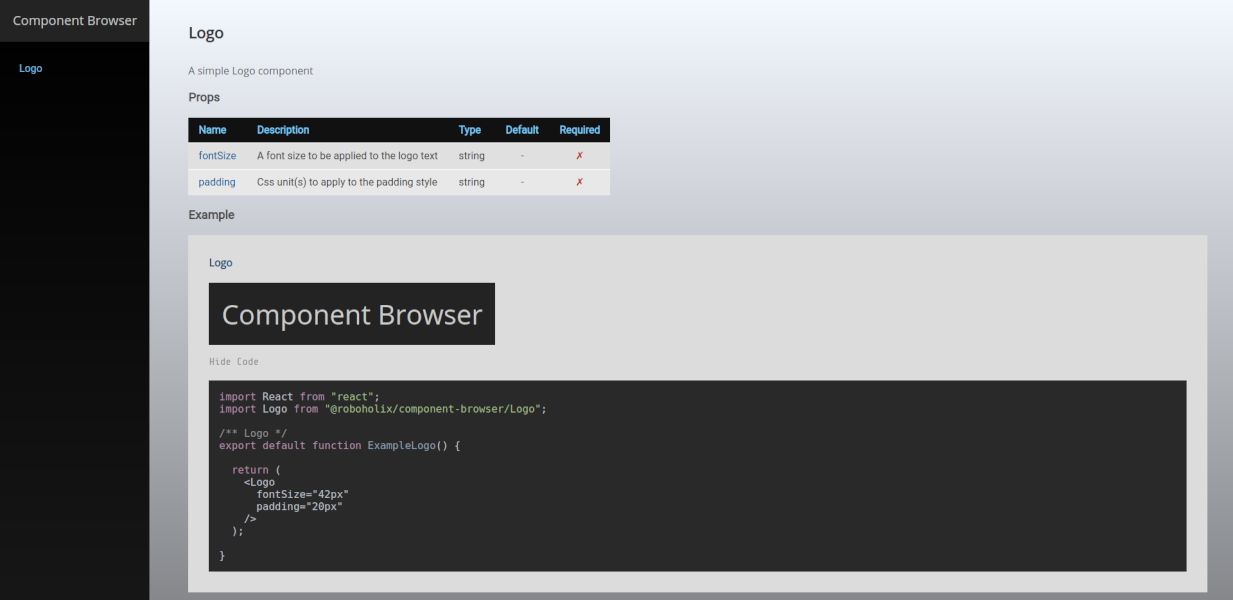 Component Browser
Logo
Logo
A simple Logo component
Props
Name Description Type Default Required
fontSize A font size to be applied to the logo text string - ✗
padding Css unit(s) to apply to the padding style string - ✗
Example
Logo
Component Browser
Hide Code
import React from "react";
import Logo from "@roboholix/component-browser/Logo";
/** Logo */
export default function ExampleLogo() {
return (
<Logo
fontSize="42px"
padding="20px"
/>
);
}